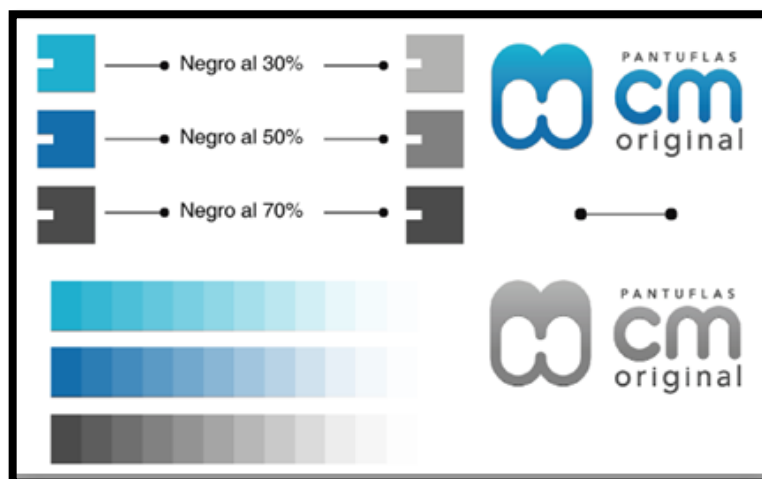 Negro al 30%
Negro al 50%
Negro al 70%
PANTUFLAS
cm
original
PANTUFLAS
cm
original